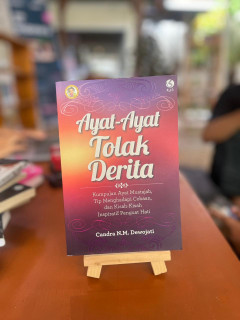 Ayat-Ayat
Tolak
Derita
Kumpulan Ayat Mustajab,
Tip Menghadapi Cobaan,
dan Kisah-Kisah
Inspiratif Penguat Hati
Candra N.M. Dewojati